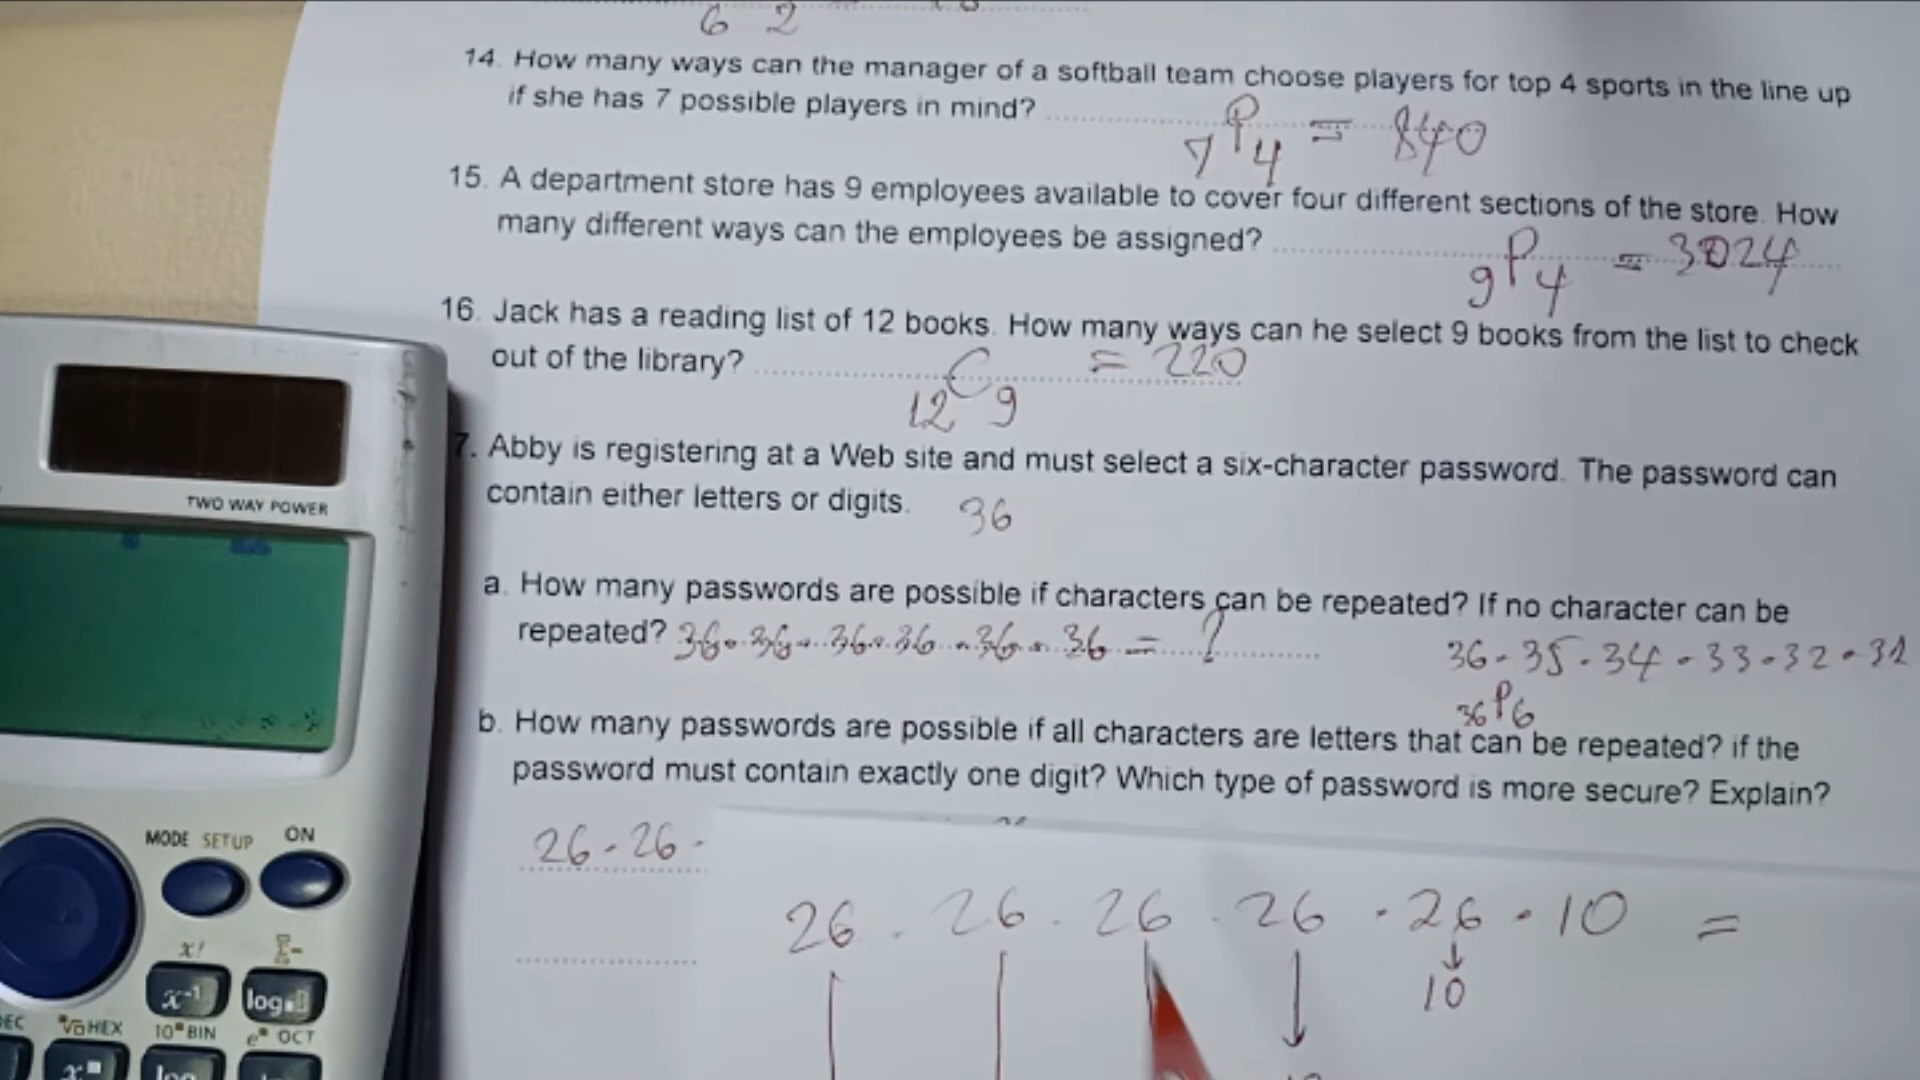 6 2
14. How many ways can the manager of a softball team choose players for top 4 sports in the line up
if she has 7 possible players in mind?
7P4 = 840
15. A department store has 9 employees available to cover four different sections of the store. How
many different ways can the employees be assigned?
9P4 = 3024
16. Jack has a reading list of 12 books. How many ways can he select 9 books from the list to check
out of the library?
12C9 = 220
7. Abby is registering at a Web site and must select a six-character password. The password can
contain either letters or digits. 36
a. How many passwords are possible if characters can be repeated? If no character can be
repeated? 36.36.36.36.36.36 = ? 36.35.34.33.32.31
36P6
b. How many passwords are possible if all characters are letters that can be repeated? if the
password must contain exactly one digit? Which type of password is more secure? Explain?
26.26.
26.26.26.26.26.10 =
10
TWO WAY POWER
MODE SETUP ON
x! Σ-
x⁻¹ log
HEX 10 BIN e OCT
x log